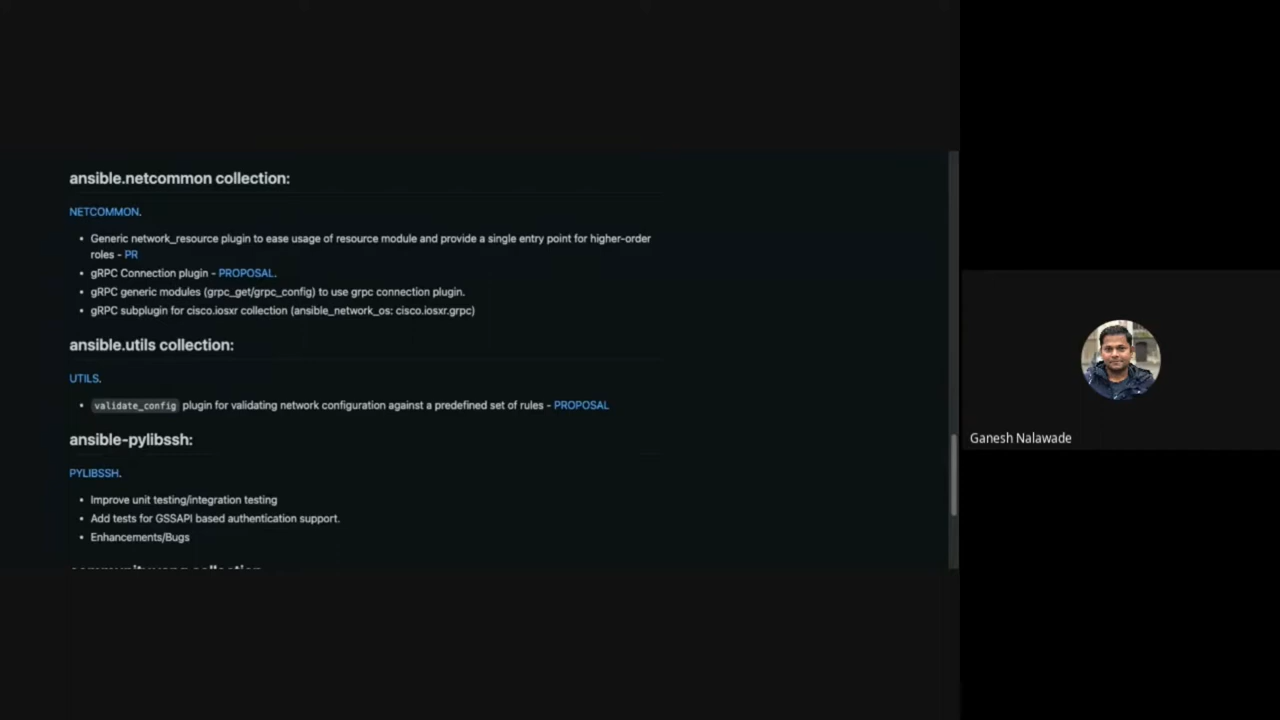 ansible.netcommon collection:
NETCOMMON.
• Generic network_resource plugin to ease usage of resource module and provide a single entry point for higher-order
roles - PR
• gRPC Connection plugin - PROPOSAL.
• gRPC generic modules (grpc_get/grpc_config) to use grpc connection plugin.
• gRPC subplugin for cisco.iosxr collection (ansible_network_os: cisco.iosxr.grpc)
ansible.utils collection:
UTILS.
• validate_config plugin for validating network configuration against a predefined set of rules - PROPOSAL
ansible-pylibssh:
PYLIBSSH.
• Improve unit testing/integration testing
• Add tests for GSSAPI based authentication support.
• Enhancements/Bugs
Ganesh Nalawade